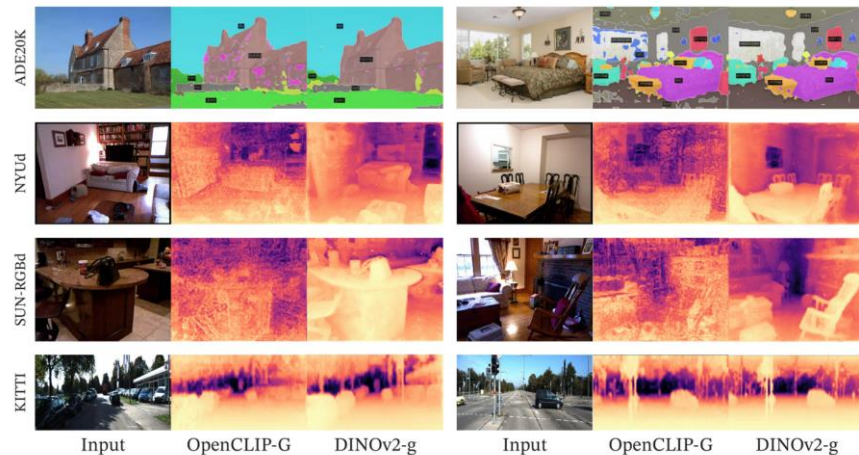 ADE20K
NYUd
SUN-RGBd
KITTI
Input OpenCLIP-G DINOv2-g Input OpenCLIP-G DINOv2-g